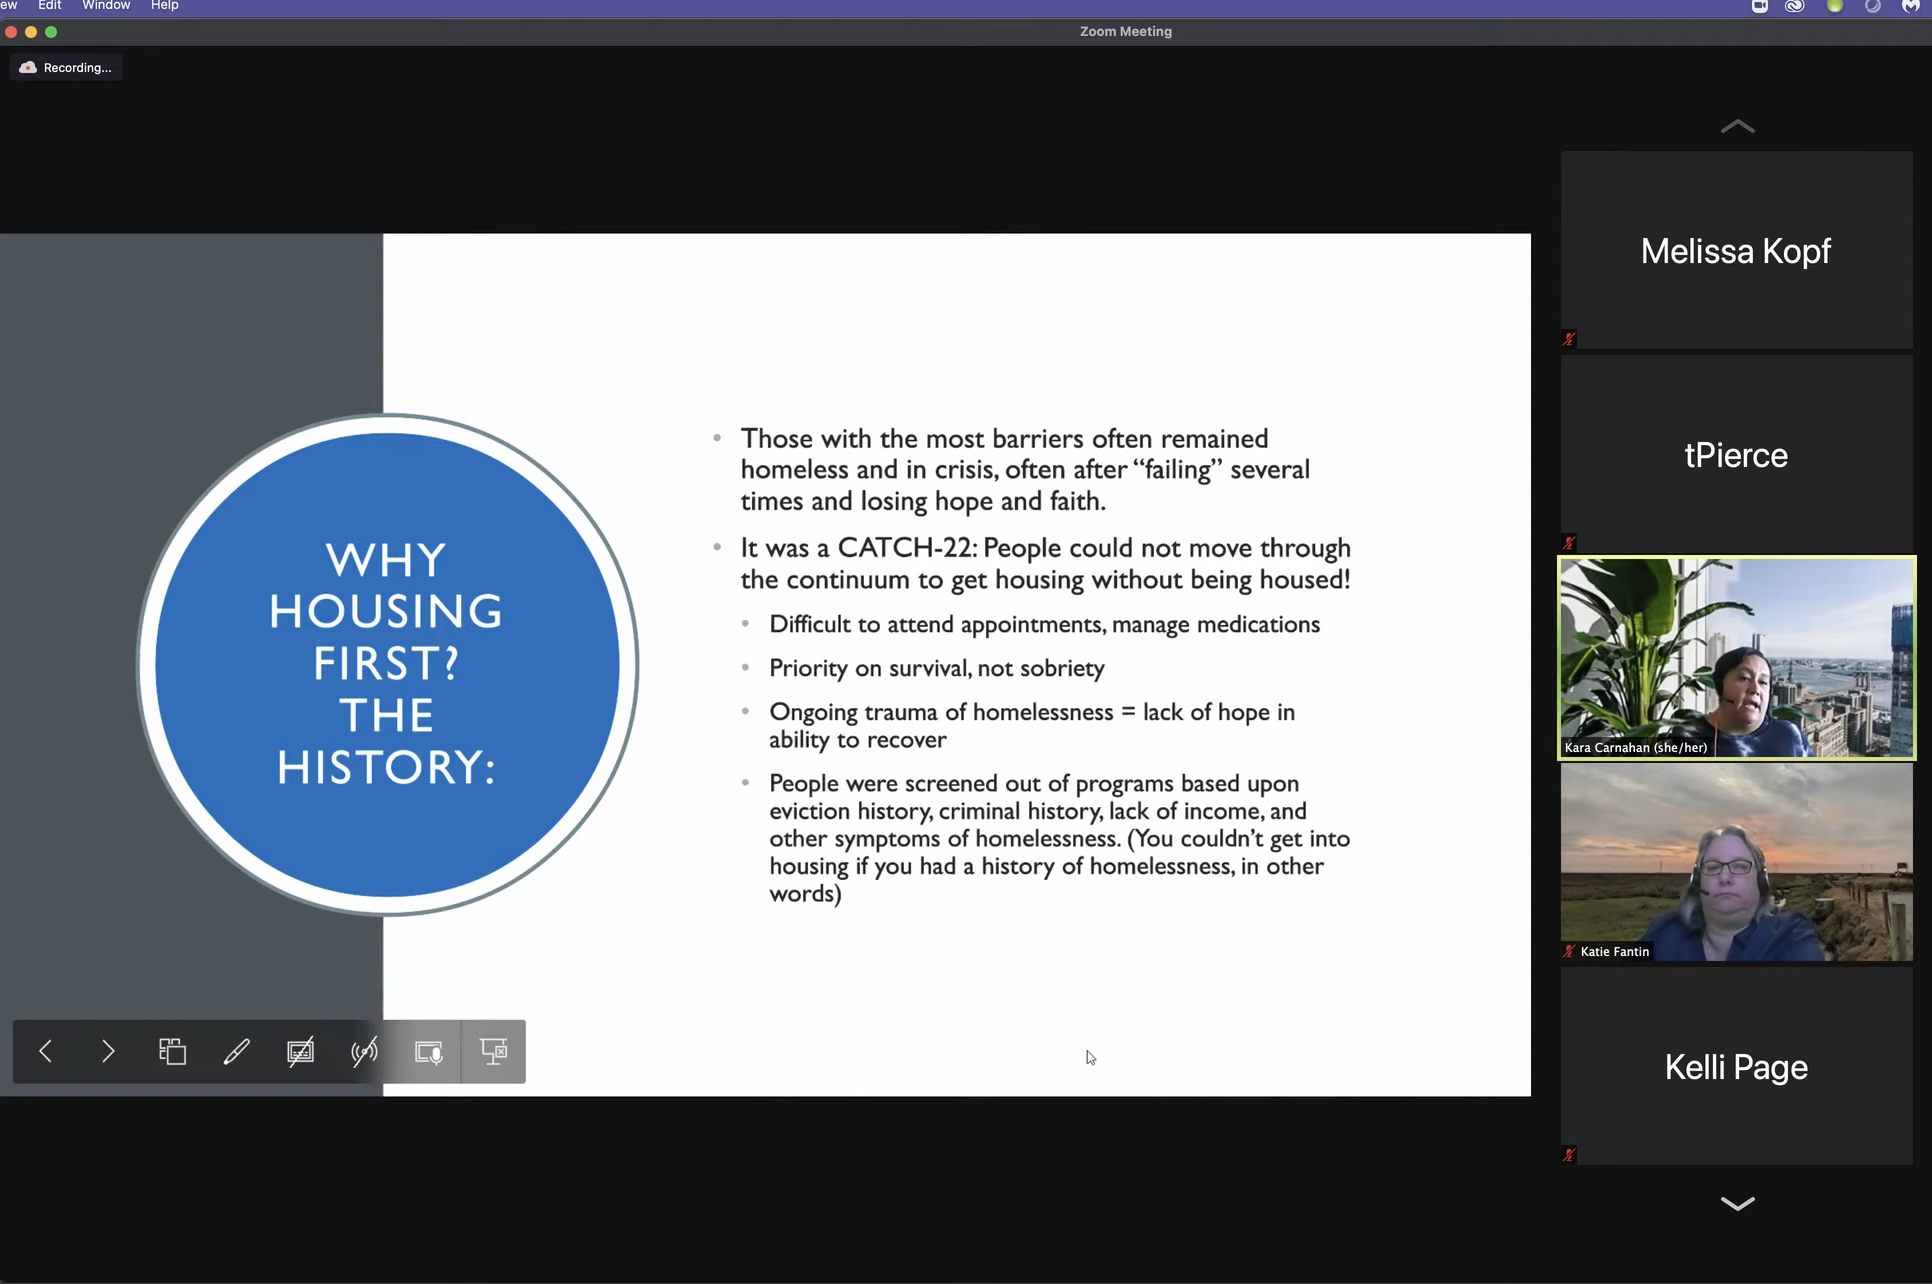 ew Edit Window Help
Zoom Meeting
Recording...
WHY
HOUSING
FIRST?
THE
HISTORY:
• Those with the most barriers often remained
homeless and in crisis, often after “failing” several
times and losing hope and faith.
• It was a CATCH-22: People could not move through
the continuum to get housing without being housed!
• Difficult to attend appointments, manage medications
• Priority on survival, not sobriety
• Ongoing trauma of homelessness = lack of hope in
ability to recover
• People were screened out of programs based upon
eviction history, criminal history, lack of income, and
other symptoms of homelessness. (You couldn’t get into
housing if you had a history of homelessness, in other
words)
Melissa Kopf
tPierce
Kara Carnahan (she/her)
Katie Fantin
Kelli Page